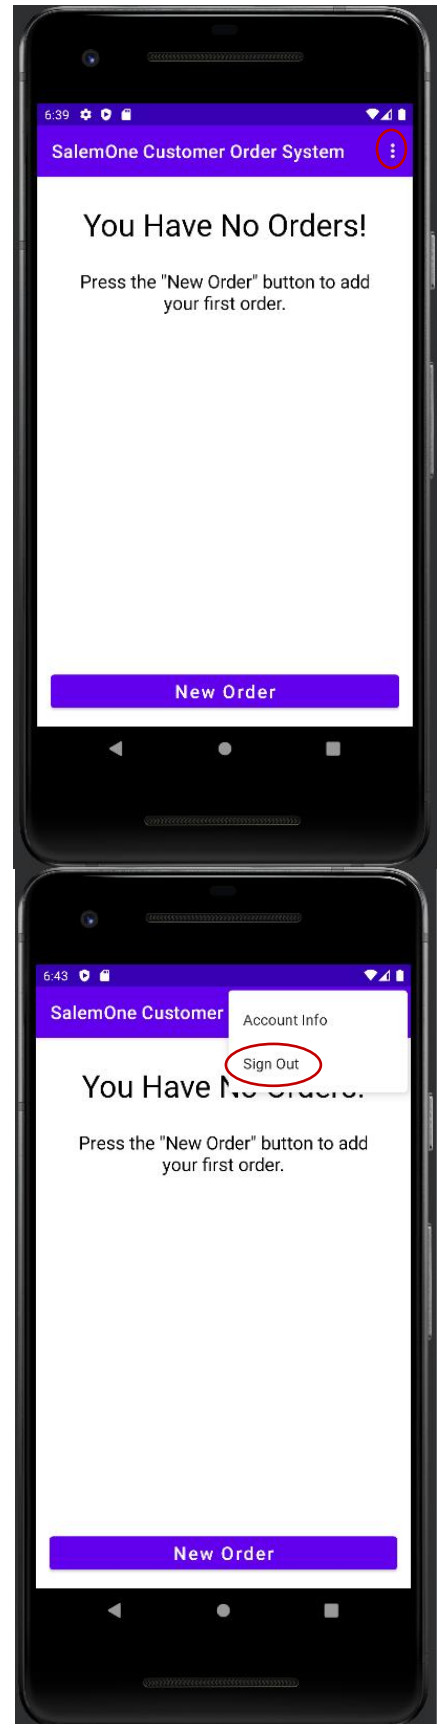 6:39
SalemOne Customer Order System
You Have No Orders!
Press the "New Order" button to add
your first order.
New Order
6:43
SalemOne Customer
Account Info
Sign Out
You Have No Orders!
Press the "New Order" button to add
your first order.
New Order